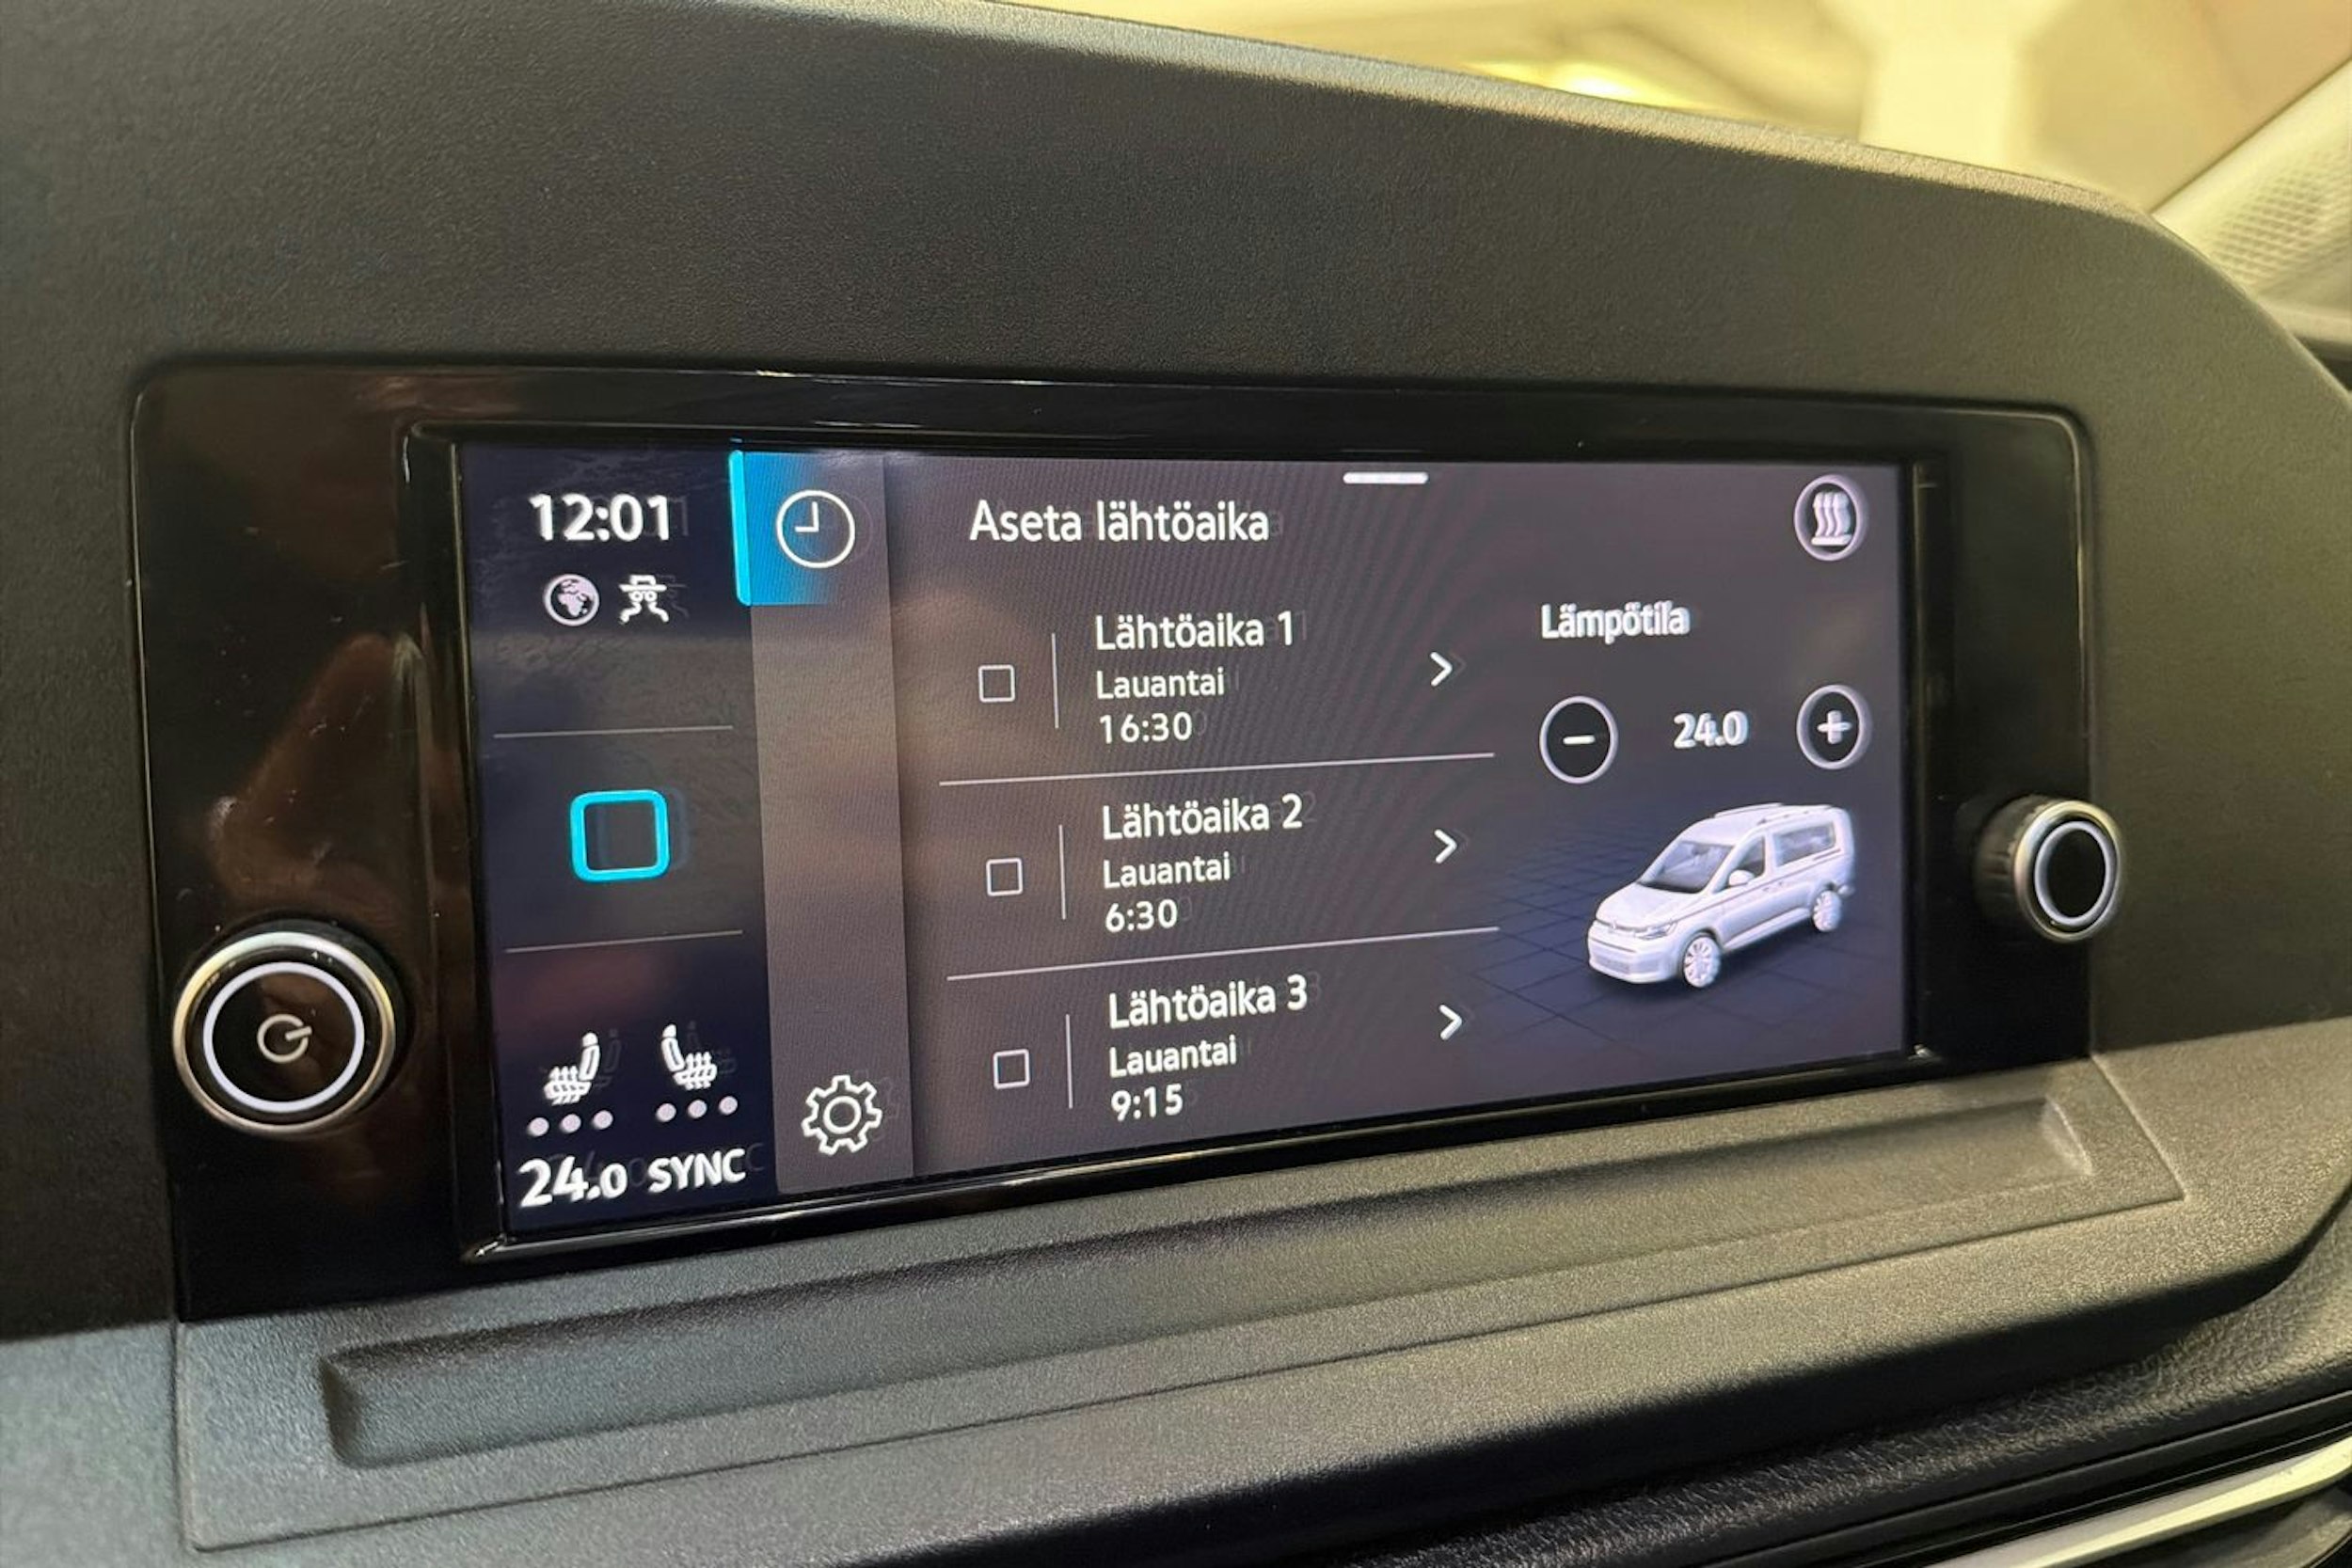 12:01
Aseta lähtöaika
Lähtöaika 1
Lauantai
16:30
Lähtöaika 2
Lauantai
6:30
Lähtöaika 3
Lauantai
9:15
Lämpötila
24.0
24.0 SYNC